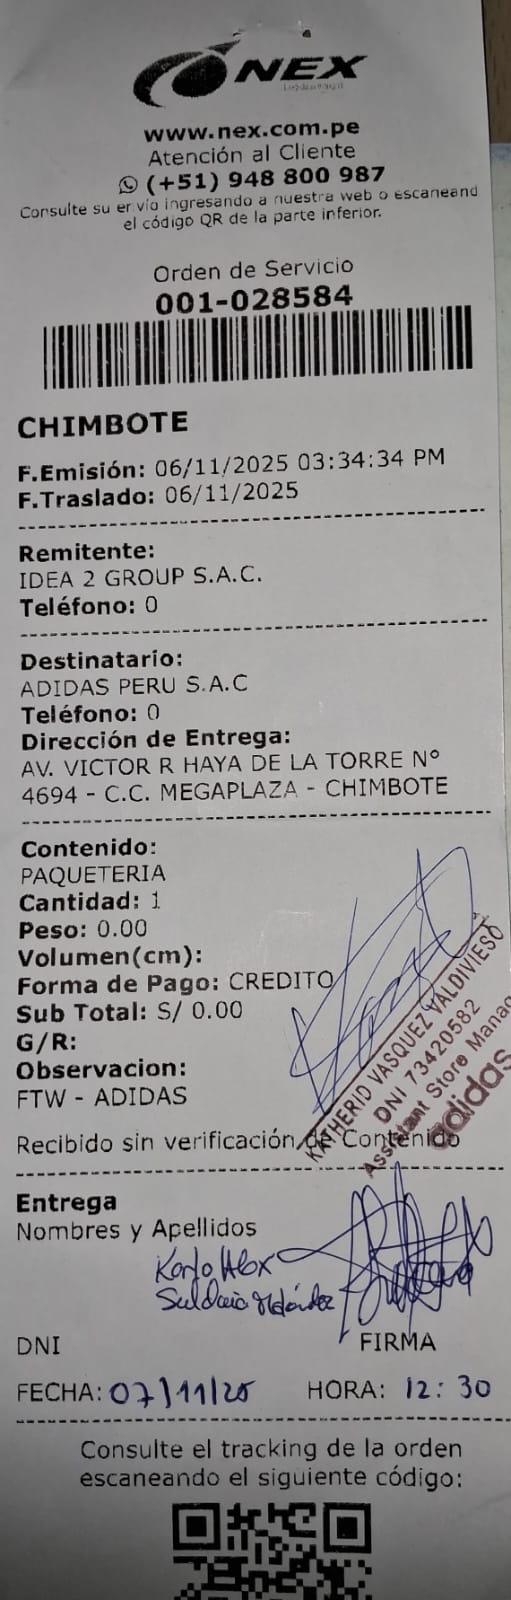 NEX
www.nex.com.pe
Atención al Cliente
(+51) 948 800 987
Consulte su envío ingresando a nuestra web o escaneand
el código QR de la parte inferior.
Orden de Servicio
001-028584
CHIMBOTE
F.Emisión: 06/11/2025 03:34:34 PM
F.Traslado: 06/11/2025
Remitente:
IDEA 2 GROUP S.A.C.
Teléfono: 0
Destinatario:
ADIDAS PERU S.A.C
Teléfono: 0
Dirección de Entrega:
AV. VICTOR R HAYA DE LA TORRE N°
4694 - C.C. MEGAPLAZA - CHIMBOTE
Contenido:
PAQUETERIA
Cantidad: 1
Peso: 0.00
Volumen(cm):
Forma de Pago: CREDITO
Sub Total: S/ 0.00
G/R:
Observacion:
FTW - ADIDAS
KATHERID VASQUEZ VALDIVIESO
DNI 73420582
Assistant Store Manag
adidas
Recibido sin verificación de Contenido
Entrega
Nombres y Apellidos
Karlo Alex
DNI
FIRMA
FECHA: 07/11/25 HORA: 12:30
Consulte el tracking de la orden
escaneando el siguiente código: